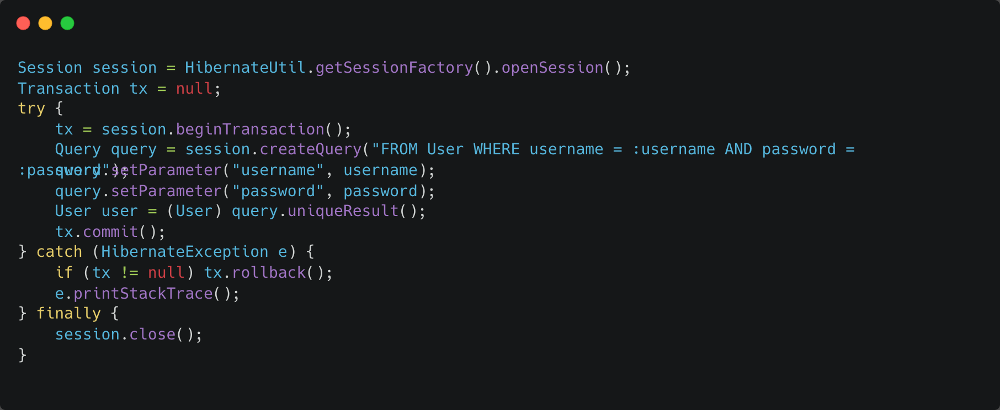 Session session = HibernateUtil.getSessionFactory().openSession();
Transaction tx = null;
try {
    tx = session.beginTransaction();
    Query query = session.createQuery("FROM User WHERE username = :username AND password =
:password");
    query.setParameter("username", username);
    query.setParameter("password", password);
    User user = (User) query.uniqueResult();
    tx.commit();
} catch (HibernateException e) {
    if (tx != null) tx.rollback();
    e.printStackTrace();
} finally {
    session.close();
}